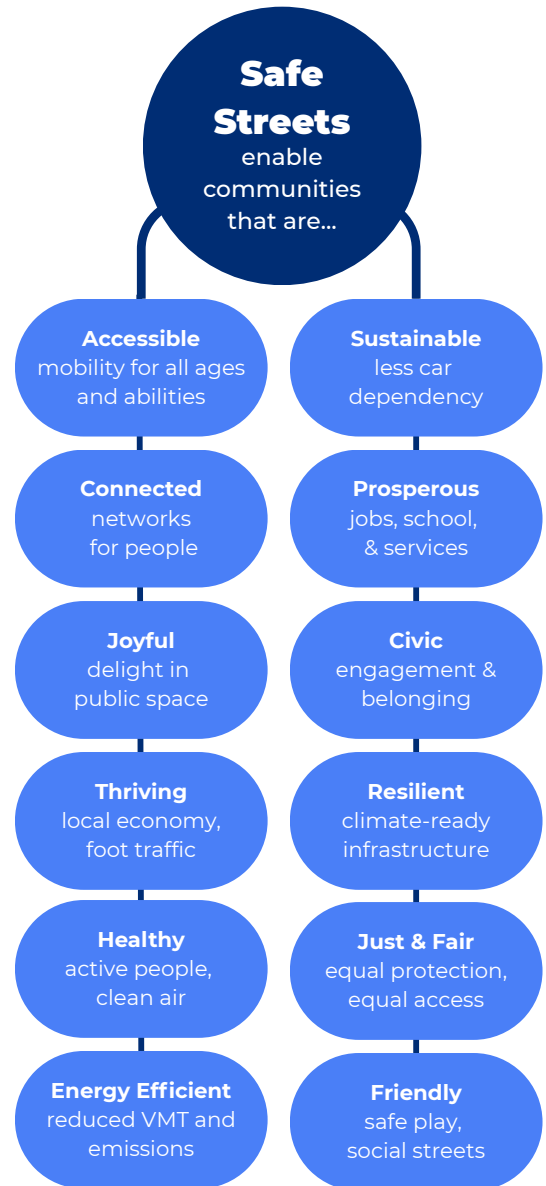 Safe
Streets
enable
communities
that are...
Accessible
mobility for all ages
and abilities
Connected
networks
for people
Joyful
delight in
public space
Thriving
local economy,
foot traffic
Healthy
active people,
clean air
Energy Efficient
reduced VMT and
emissions
Sustainable
less car
dependency
Prosperous
jobs, school,
& services
Civic
engagement &
belonging
Resilient
climate-ready
infrastructure
Just & Fair
equal protection,
equal access
Friendly
safe play,
social streets